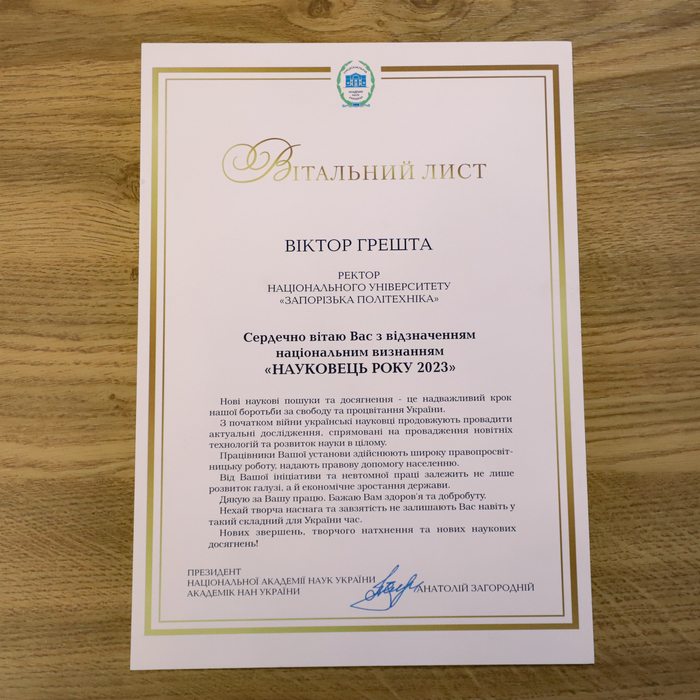 ВІТАЛЬНИЙ ЛИСТ
ВІКТОР ГРЕШТА
РЕКТОР
НАЦІОНАЛЬНОГО УНІВЕРСИТЕТУ
«ЗАПОРІЗЬКА ПОЛІТЕХНІКА»
Сердечно вітаю Вас з відзначенням
національним визнанням
«НАУКОВЕЦЬ РОКУ 2023»
Нові наукові пошуки та досягнення - це надважливий крок
нашої боротьби за свободу та процвітання України.
З початком війни українські науковці продовжують провадити
актуальні дослідження, спрямовані на провадження новітніх
технологій та розвиток науки в цілому.
Працівники Вашої установи здійснюють широку правопросвіт-
ницьку роботу, надають правову допомогу населенню.
Від Вашої ініціативи та невтомної праці залежить не лише
розвиток галузі, а й економічне зростання держави.
Дякую за Вашу працю. Бажаю Вам здоров'я та добробуту.
Нехай творча наснага та завзятість не залишають Вас навіть у
такий складний для України час.
Нових звершень, творчого натхнення та нових наукових
досягнень!
ПРЕЗИДЕНТ
НАЦІОНАЛЬНОЇ АКАДЕМІЇ НАУК УКРАЇНИ
АКАДЕМІК НАН УКРАЇНИ АНАТОЛІЙ ЗАГОРОДНІЙ